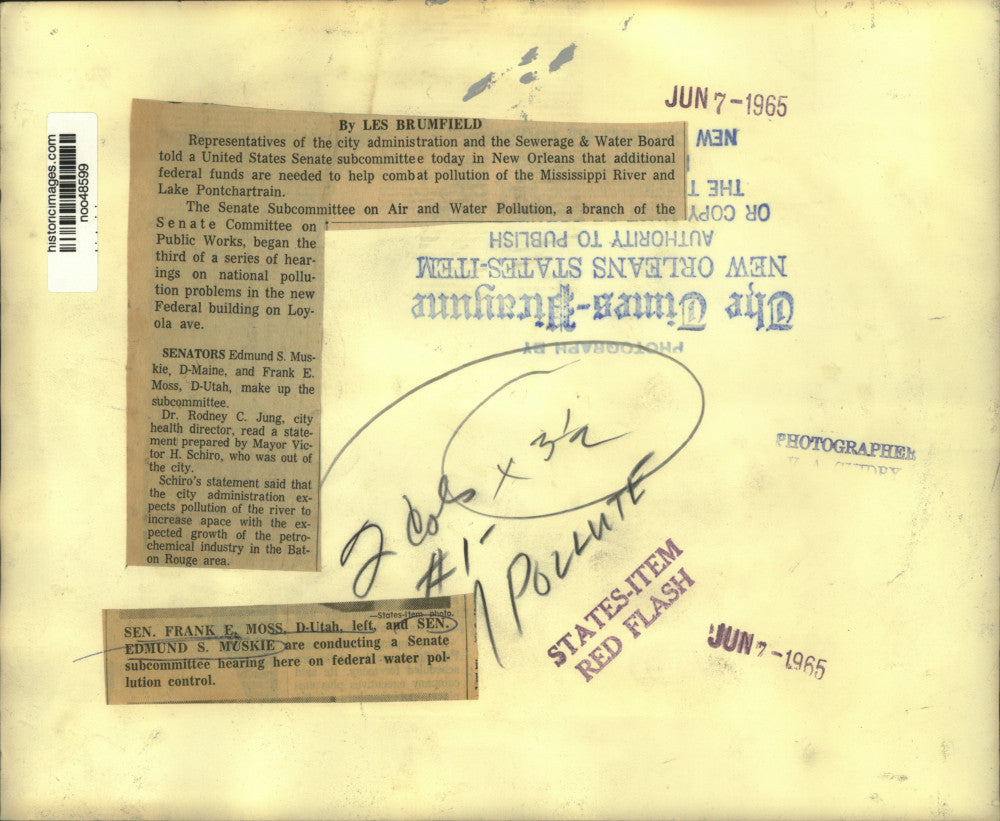 JUN 7-1965
historicimages.com
noo48599
By LES BRUMFIELD
Representatives of the city administration and the Sewerage & Water Board
told a United States Senate subcommittee today in New Orleans that additional
federal funds are needed to help combat pollution of the Mississippi River and
Lake Pontchartrain.
The Senate Subcommittee on Air and Water Pollution, a branch of the
Senate Committee on
Public Works, began the
third of a series of hear-
ings on national pollu-
tion problems in the new
Federal building on Loy-
ola ave.
SENATORS Edmund S. Mus-
kie, D-Maine, and Frank E.
Moss, D-Utah, make up the
subcommittee.
Dr. Rodney C. Jung, city
health director, read a state-
ment prepared by Mayor Vic-
tor H. Schiro, who was out of
the city.
Schiro's statement said that
the city administration ex-
pects pollution of the river to
increase apace with the ex-
pected growth of the petro-
chemical industry in the Bat-
on Rouge area.
PHOTOGRAPH BY
The Times-Picayune
NEW ORLEANS STATES-ITEM
AUTHORITY TO PUBLISH
OR COPY
THE T
NEW
2 Cols x 3½
#1
POLLUTE
PHOTOGRAPHER
STATES-ITEM
RED FLASH
JUN 7-1965
—States-Item photo.
SEN. FRANK E. MOSS, D-Utah, left, and SEN.
EDMUND S. MUSKIE are conducting a Senate
subcommittee hearing here on federal water pol-
lution control.